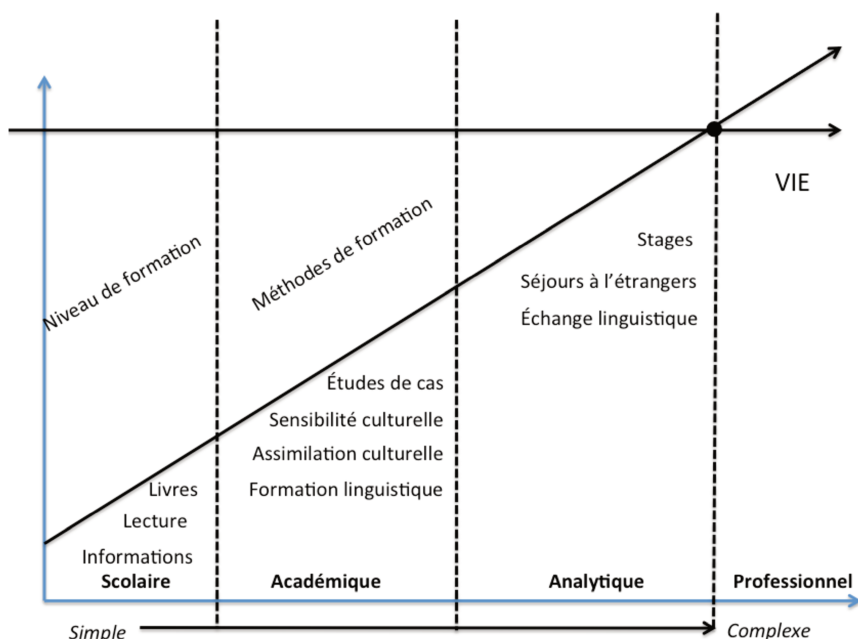 VIE
Niveau de formation
Méthodes de formation
Stages
Séjours à l'étrangers
Échange linguistique
Études de cas
Sensibilité culturelle
Assimilation culturelle
Formation linguistique
Livres
Lecture
Informations
Scolaire
Académique
Analytique
Professionnel
Simple
Complexe